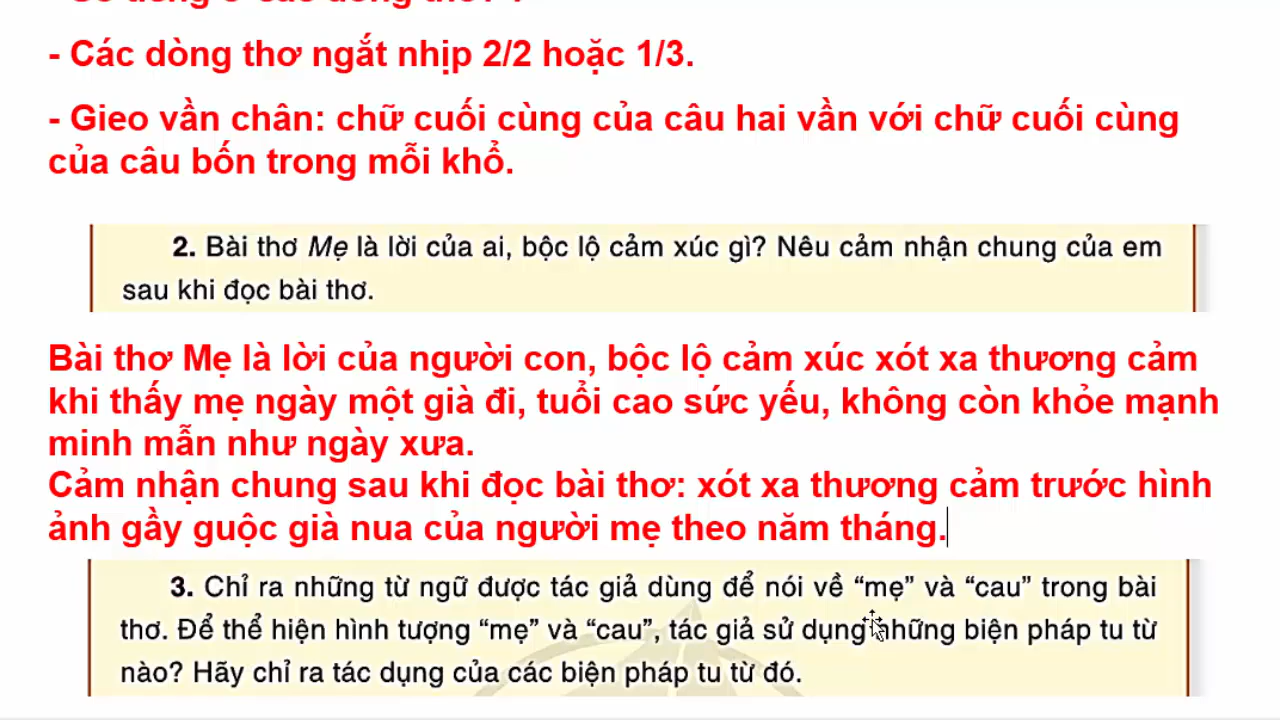 - Các dòng thơ ngắt nhịp 2/2 hoặc 1/3.
- Gieo vần chân: chữ cuối cùng của câu hai vần với chữ cuối cùng
của câu bốn trong mỗi khổ.
2. Bài thơ Mẹ là lời của ai, bộc lộ cảm xúc gì? Nêu cảm nhận chung của em
sau khi đọc bài thơ.
Bài thơ Mẹ là lời của người con, bộc lộ cảm xúc xót xa thương cảm
khi thấy mẹ ngày một già đi, tuổi cao sức yếu, không còn khỏe mạnh
minh mẫn như ngày xưa.
Cảm nhận chung sau khi đọc bài thơ: xót xa thương cảm trước hình
ảnh gầy guộc già nua của người mẹ theo năm tháng.
3. Chỉ ra những từ ngữ được tác giả dùng để nói về “mẹ” và “cau” trong bài
thơ. Để thể hiện hình tượng “mẹ” và “cau”, tác giả sử dụng những biện pháp tu từ
nào? Hãy chỉ ra tác dụng của các biện pháp tu từ đó.